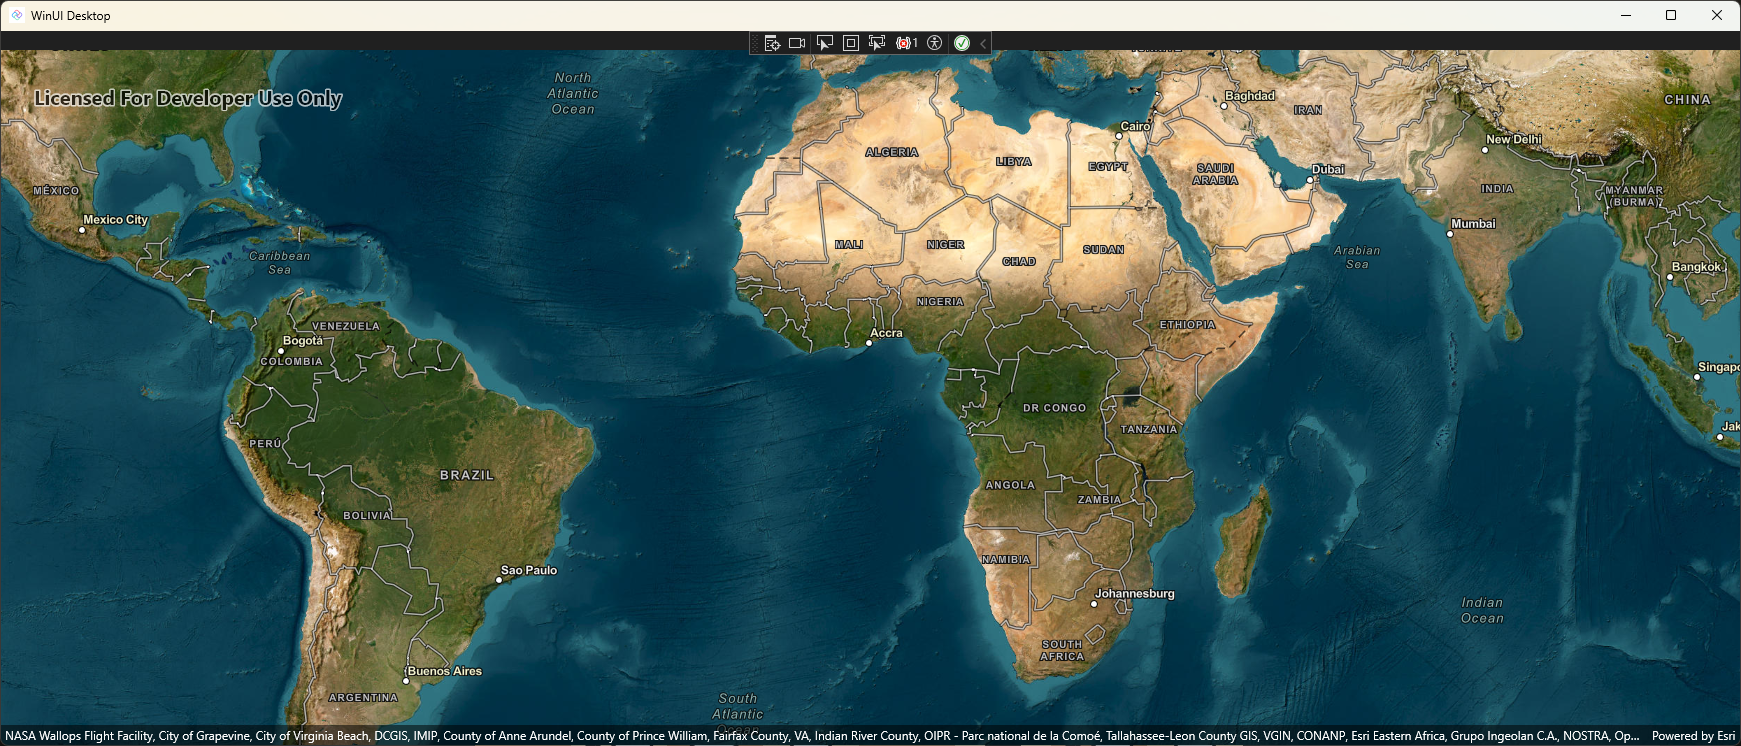 WinUI Desktop
1
Licensed For Developer Use Only
North
Atlantic
Ocean
Baghdad
IRAN
CHINA
Cairo
New Delhi
ALGERIA
LIBYA
EGYPT
SAUDI
ARABIA
Dubai
INDIA
MYANMAR
(BURMA)
MÉXICO
Mexico City
Mumbai
MALI
NIGER
CHAD
SUDAN
Caribbean
Sea
Arabian
Sea
Bangkok
NIGERIA
VENEZUELA
Bogotá
COLOMBIA
Accra
ETHIOPIA
Singapo
DR CONGO
TANZANIA
Jak
PERÚ
BRAZIL
ANGOLA
ZAMBIA
BOLIVIA
NAMIBIA
Sao Paulo
Johannesburg
Indian
Ocean
SOUTH
AFRICA
Buenos Aires
ARGENTINA
South
Atlantic
Ocean
NASA Wallops Flight Facility, City of Grapevine, City of Virginia Beach, DCGIS, IMIP, County of Anne Arundel, County of Prince William, Fairfax County, VA, Indian River County, OIPR - Parc national de la Comoé, Tallahassee-Leon County GIS, VGIN, CONANP, Esri Eastern Africa, Grupo Ingeolan C.A., NOSTRA, Op...
Powered by Esri